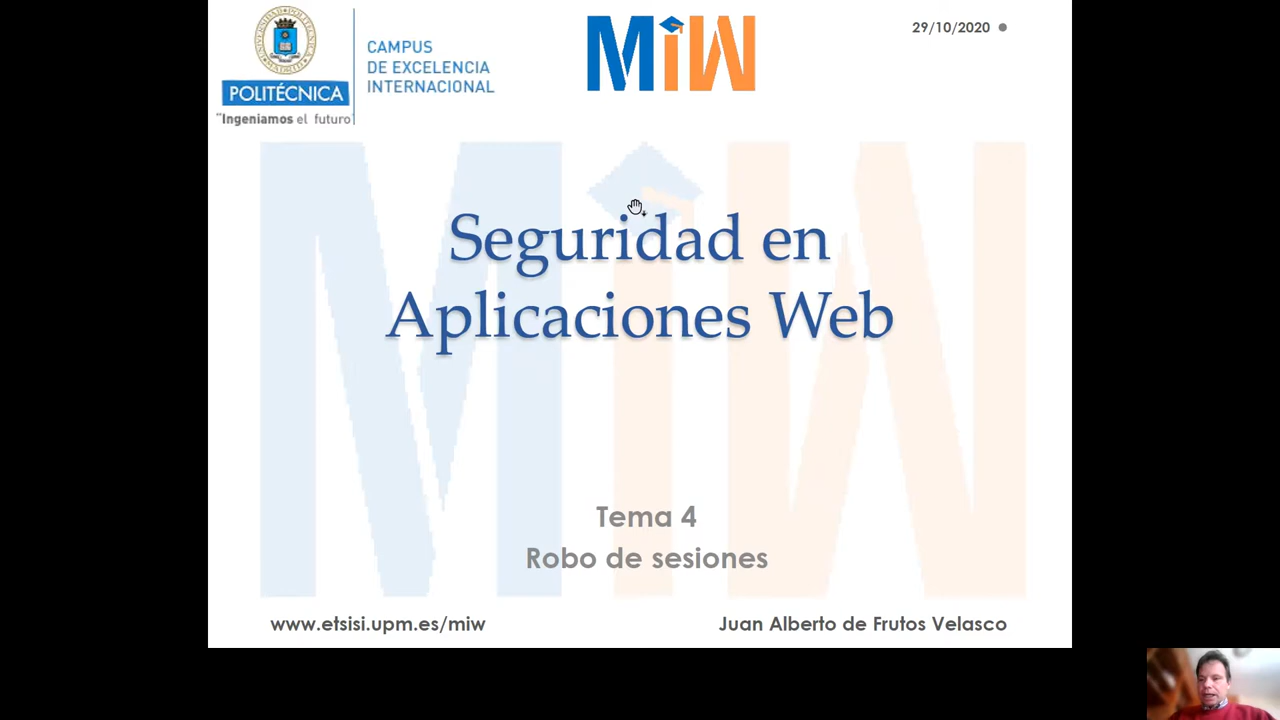 POLITÉCNICA
"Ingeniamos el futuro"
CAMPUS
DE EXCELENCIA
INTERNACIONAL
MiW
29/10/2020
Seguridad en
Aplicaciones Web
Tema 4
Robo de sesiones
www.etsisi.upm.es/miw
Juan Alberto de Frutos Velasco